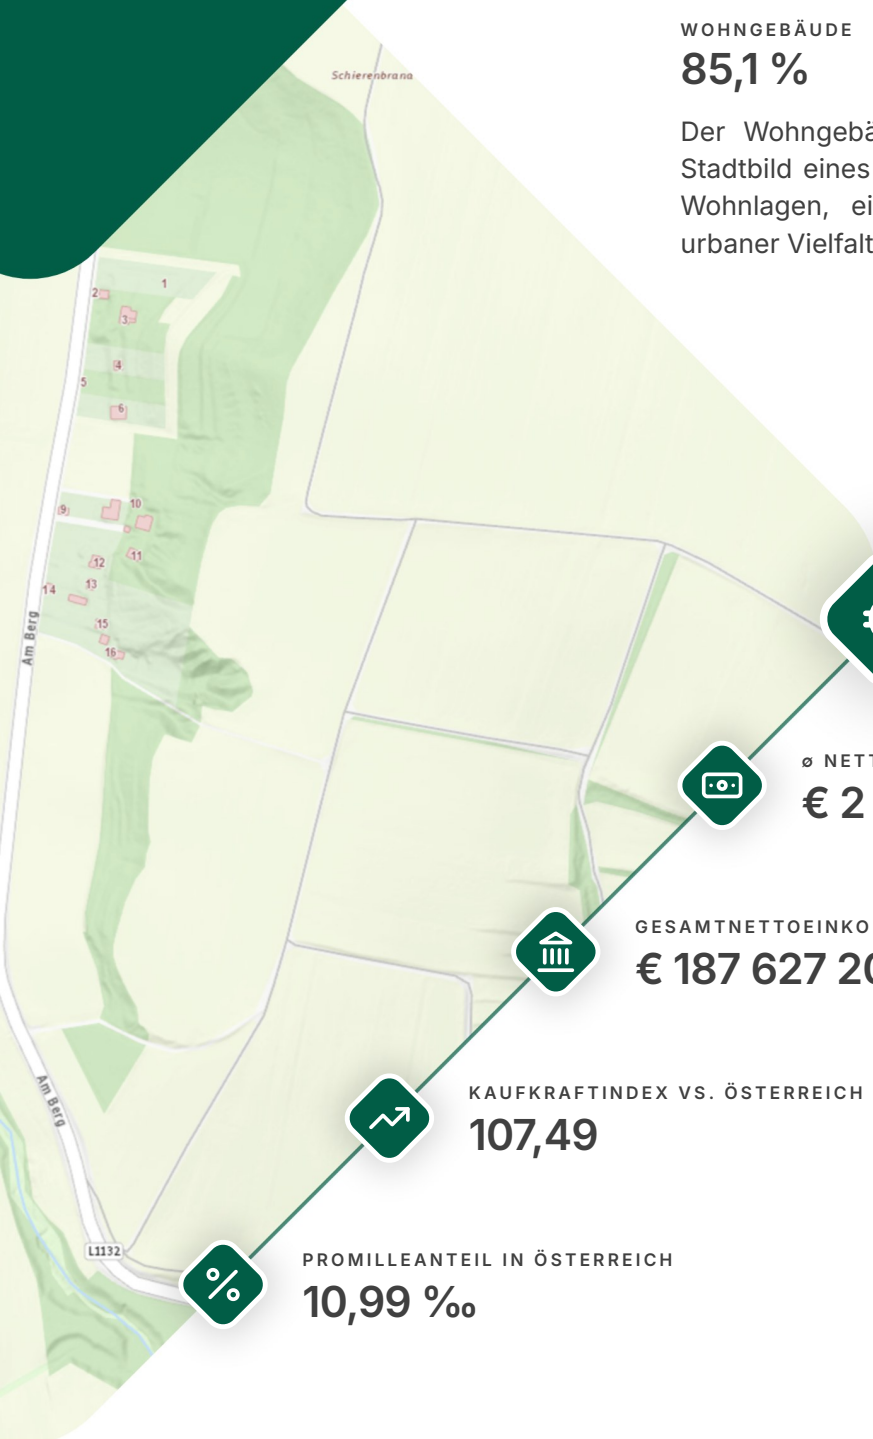 WOHNGEBÄUDE
85,1 %
Der Wohngebä
Stadtbild eines
Wohnlagen, ei
urbaner Vielfalt
Schierenbrand
1
2
3
4
5
6
9
10
11
12
13
14
15
16
Am Berg
Am Berg
L1132
ø NETT
€ 2
GESAMTNETTOEINKO
€ 187 627 20
KAUFKRAFTINDEX VS. ÖSTERREICH
107,49
PROMILLEANTEIL IN ÖSTERREICH
10,99 ‰